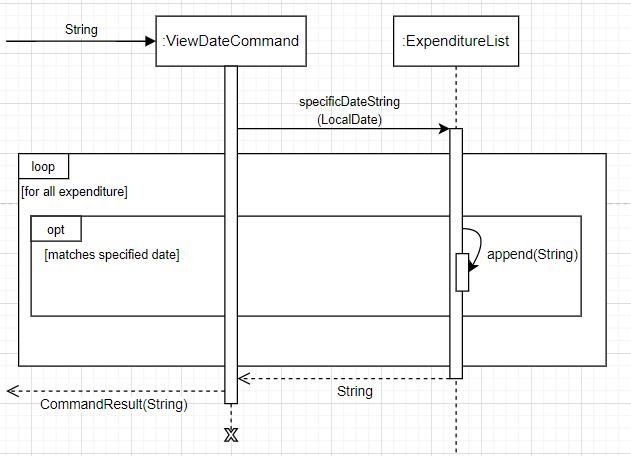 String
:ViewDateCommand
:ExpenditureList
specificDateString
(LocalDate)
loop
[for all expenditure]
opt
[matches specified date]
append(String)
String
CommandResult(String)